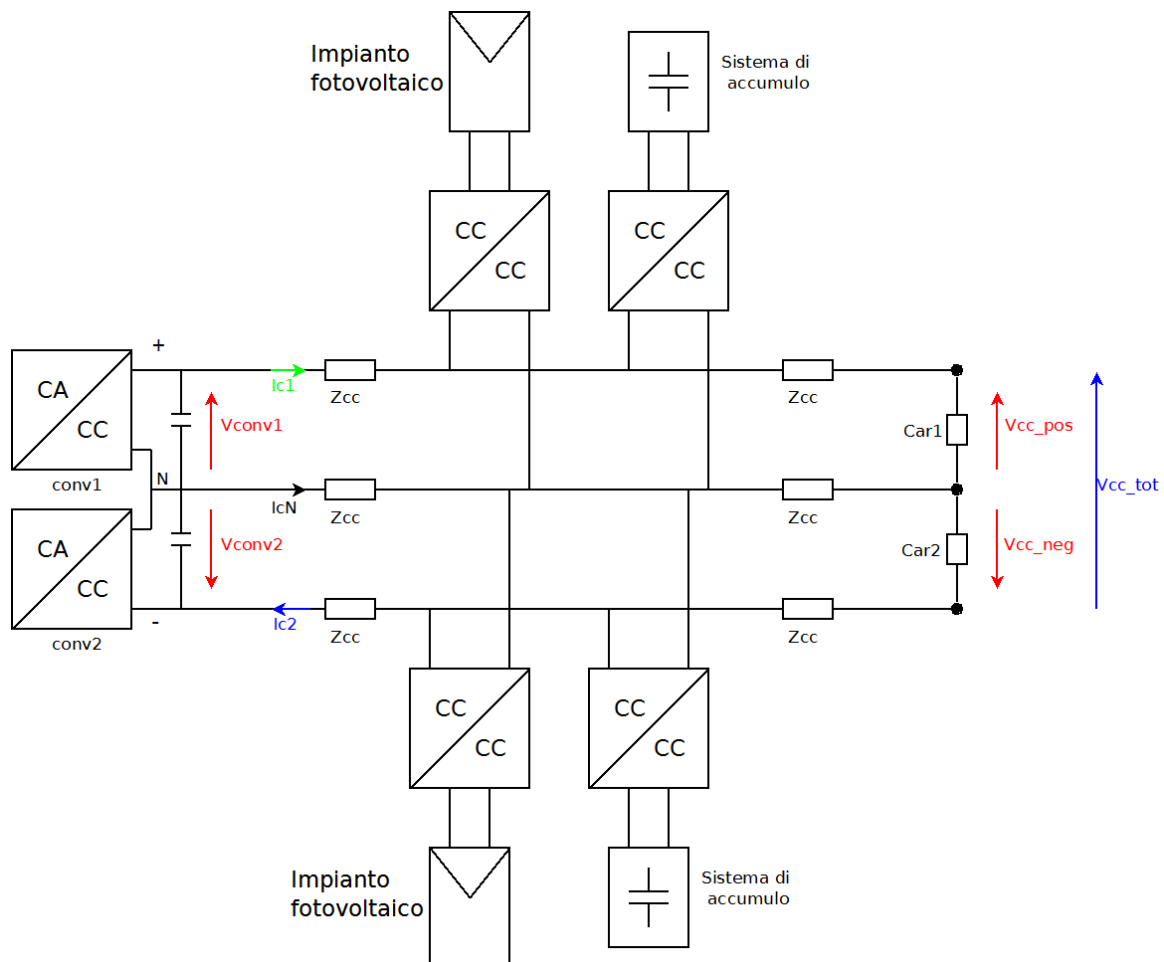 Impianto
fotovoltaico
Sistema di
accumulo
CC
CC
CC
CC
+
CA
CC
conv1
Ic1
Zcc
Zcc
Vconv1
Car1
Vcc_pos
N
IcN
Zcc
Zcc
Vcc_tot
CA
CC
conv2
Vconv2
Car2
Vcc_neg
-
Ic2
Zcc
Zcc
CC
CC
CC
CC
Impianto
fotovoltaico
Sistema di
accumulo